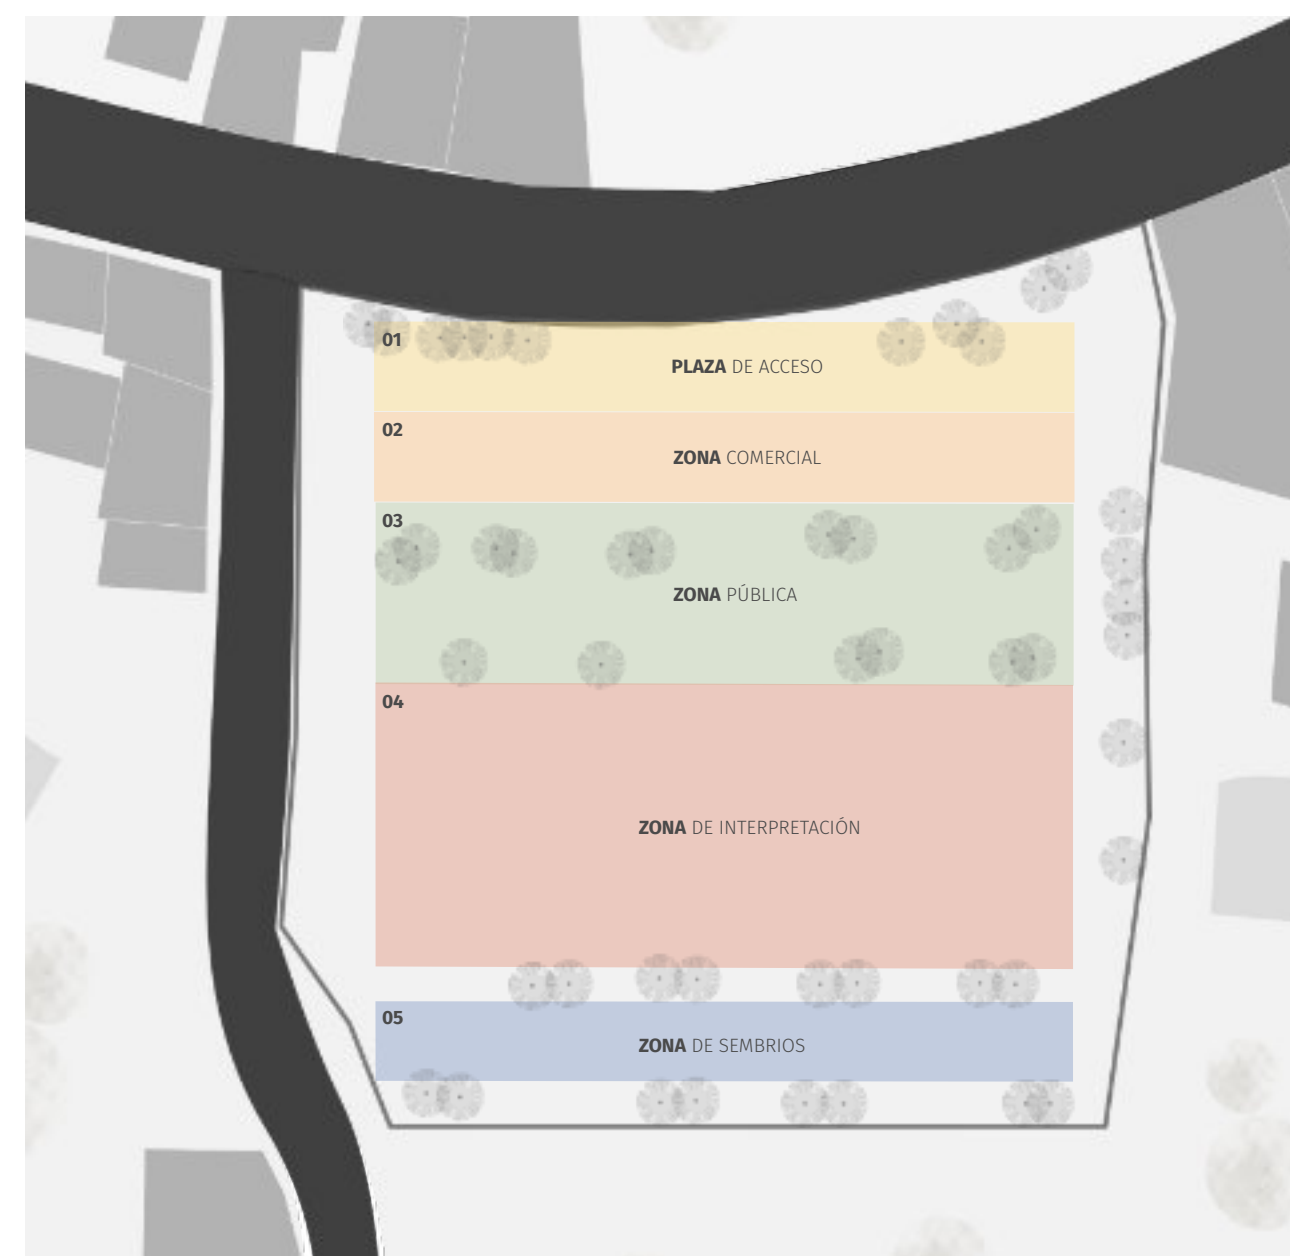 01
PLAZA DE ACCESO
02
ZONA COMERCIAL
03
ZONA PÚBLICA
04
ZONA DE INTERPRETACIÓN
05
ZONA DE SEMBRIOS